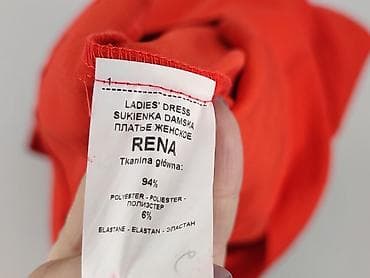 1
LADIES' DRESS
SUKIENKA DAMSKA
ПЛАТЬЕ ЖЕНСКОЕ
RENA
Tkanina główna:
94%
POLYESTER - POLIESTER -
ПОЛИЭСТЕР
6%
ELASTANE - ELASTAN - ЭЛАСТАН